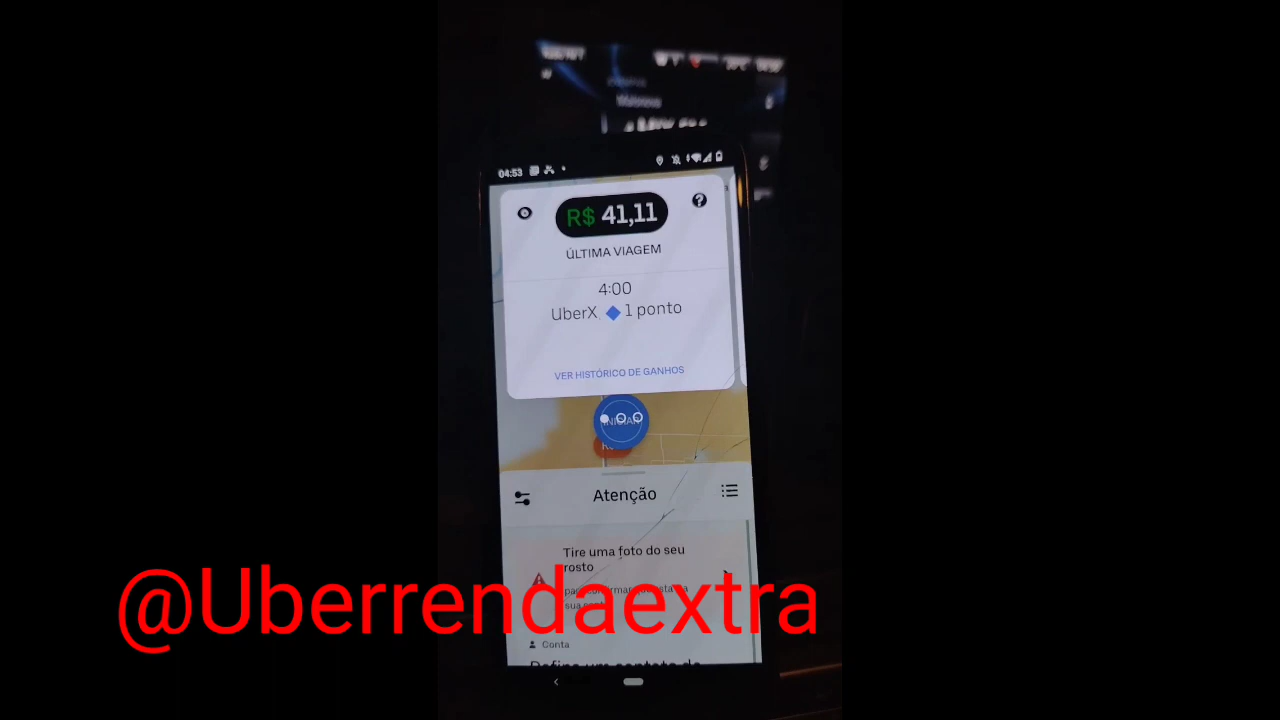 04:53
R$ 41,11
ÚLTIMA VIAGEM
4:00
UberX 1 ponto
VER HISTÓRICO DE GANHOS
INICIAR
Atenção
Tire uma foto do seu
rosto
@Uberrendaextra
Conta